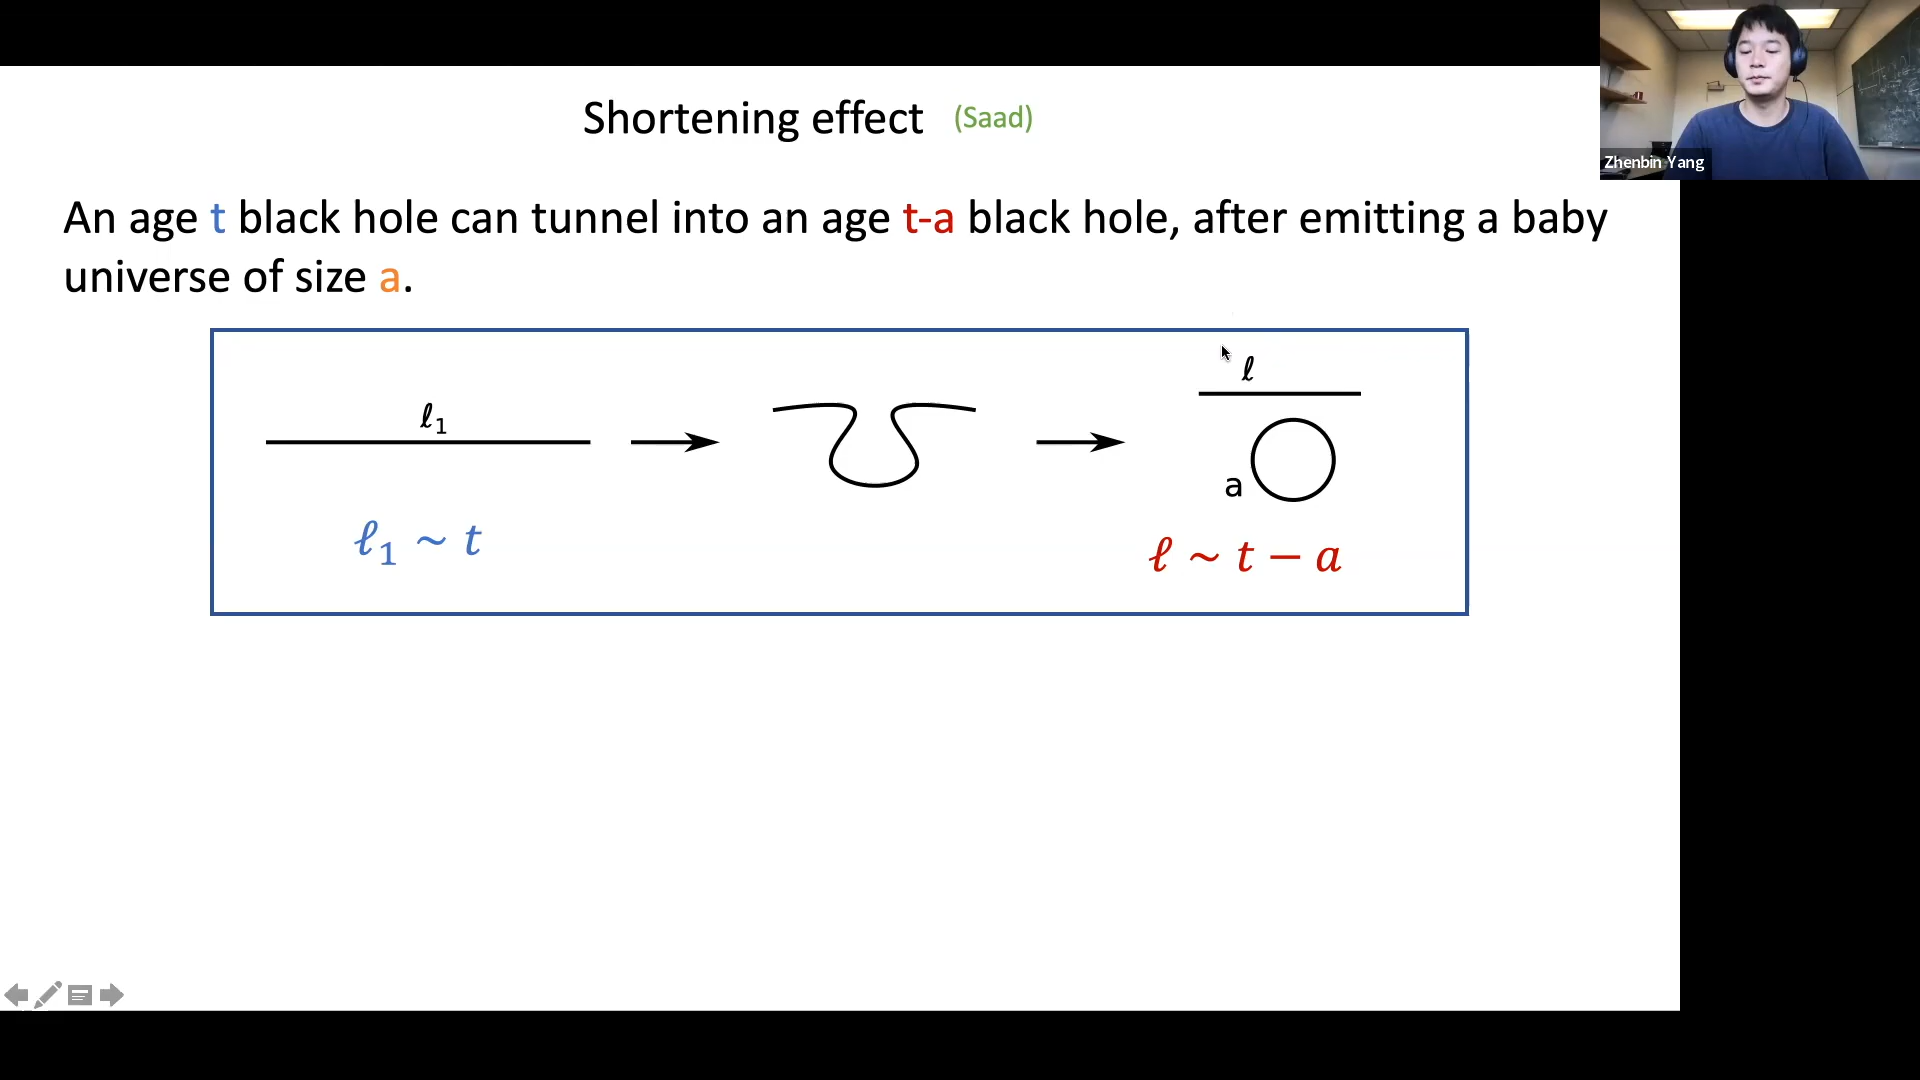 Shortening effect (Saad)
Zhenbin Yang
An age t black hole can tunnel into an age t-a black hole, after emitting a baby
universe of size a.
ℓ
ℓ₁
a
ℓ₁ ~ t
ℓ ~ t − a